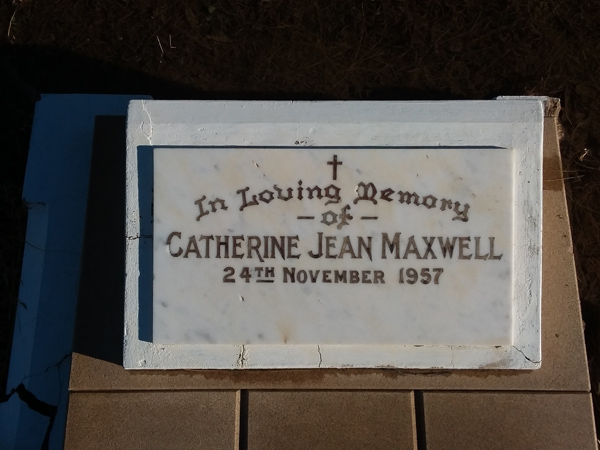 In Loving Memory
– of –
CATHERINE JEAN MAXWELL
24TH NOVEMBER 1957